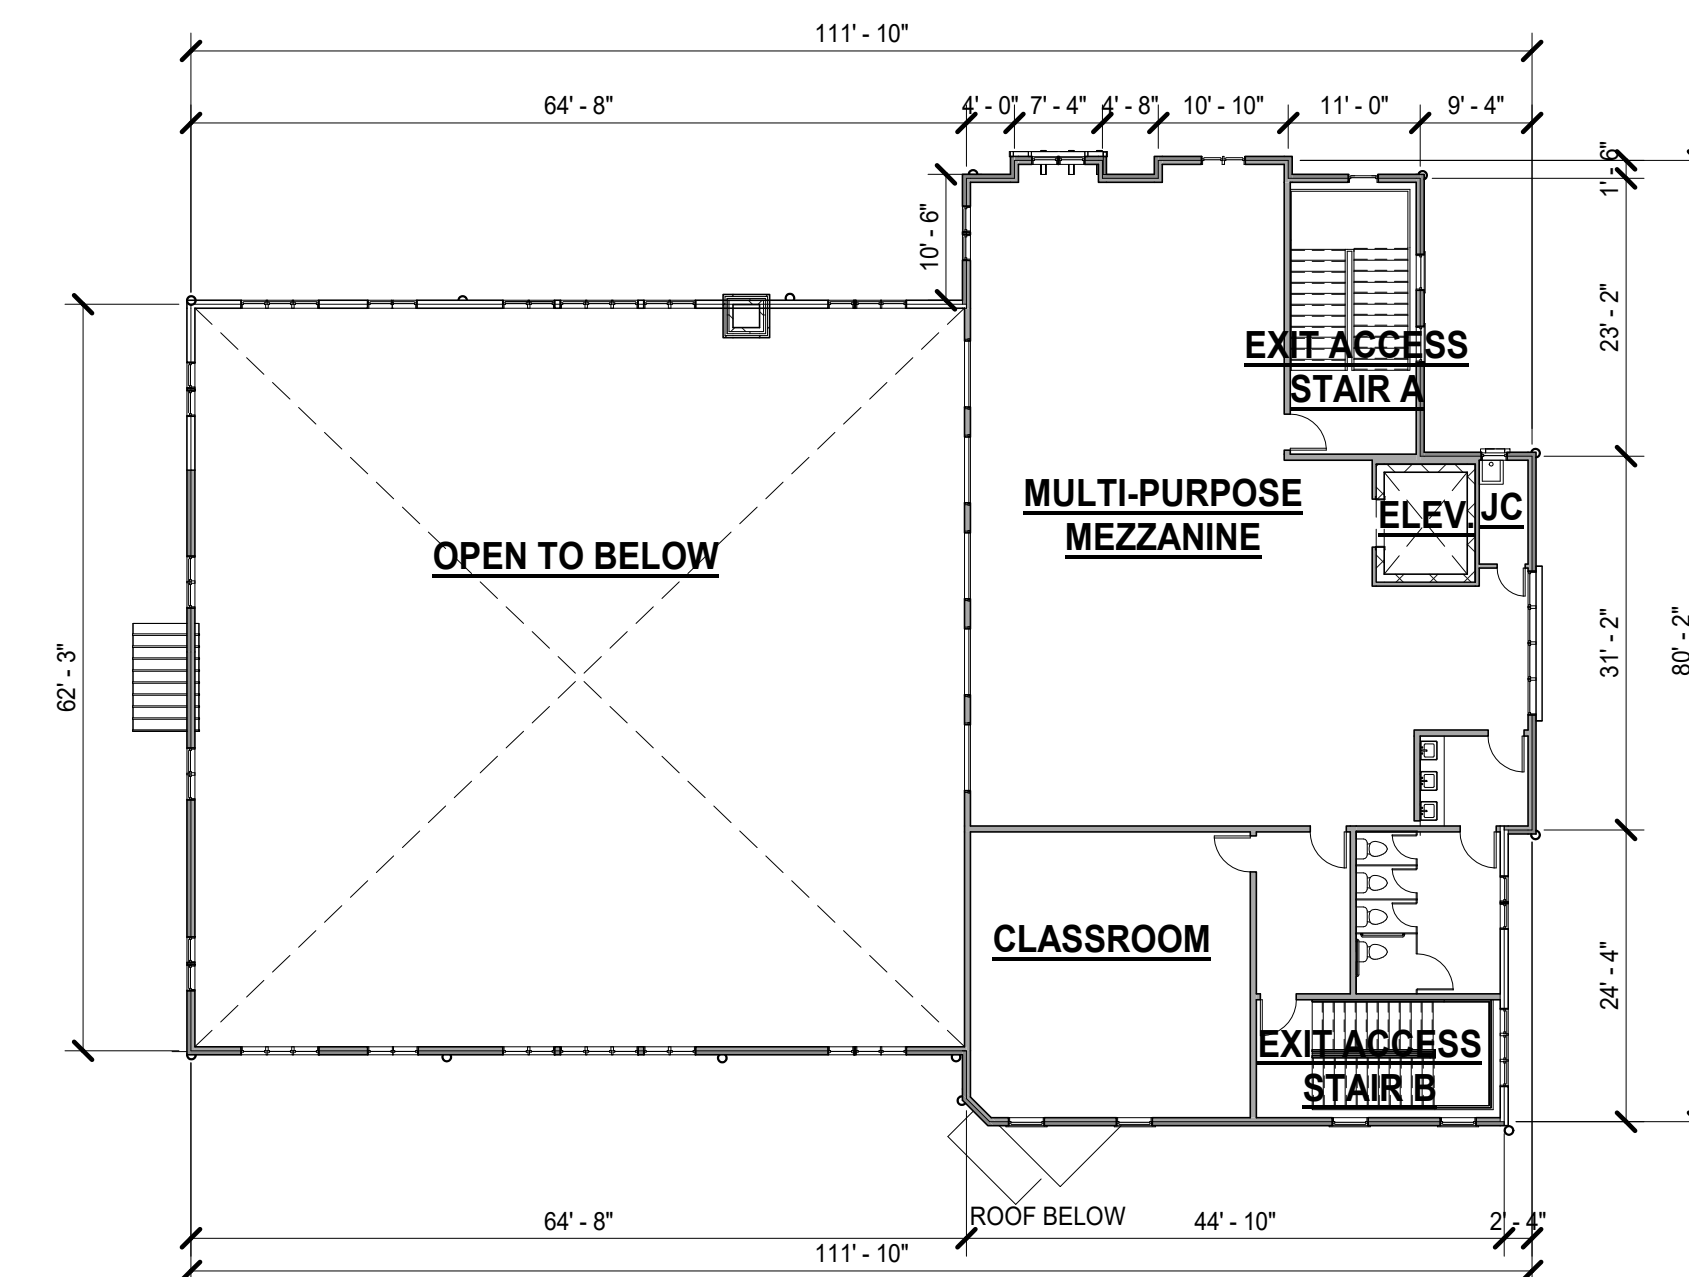 111' - 10"
64' - 8"
4' - 0"
7' - 4"
4' - 8"
10' - 10"
11' - 0"
9' - 4"
1' - 6"
10' - 6"
23' - 2"
EXIT ACCESS
STAIR A
MULTI-PURPOSE
MEZZANINE
ELEV.
JC
OPEN TO BELOW
62' - 3"
31' - 2"
80' - 2"
CLASSROOM
24' - 4"
EXIT ACCESS
STAIR B
ROOF BELOW
64' - 8"
44' - 10"
2' - 4"
111' - 10"